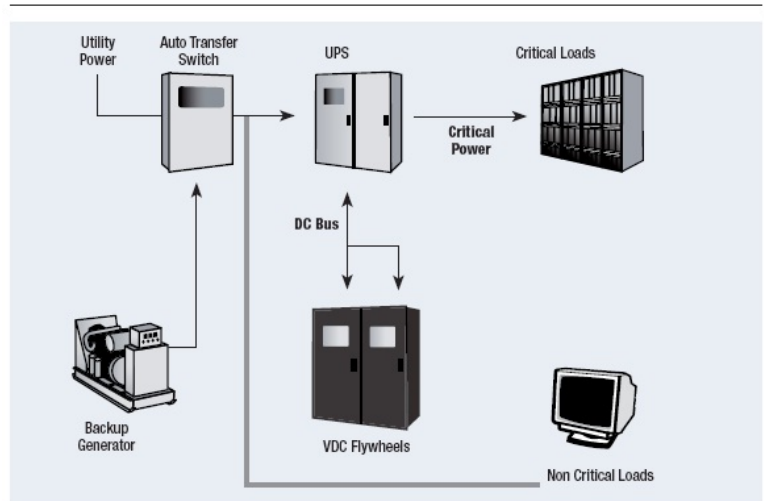 Utility
Power
Auto Transfer
Switch
UPS
Critical Loads
Critical
Power
DC Bus
Backup
Generator
VDC Flywheels
Non Critical Loads